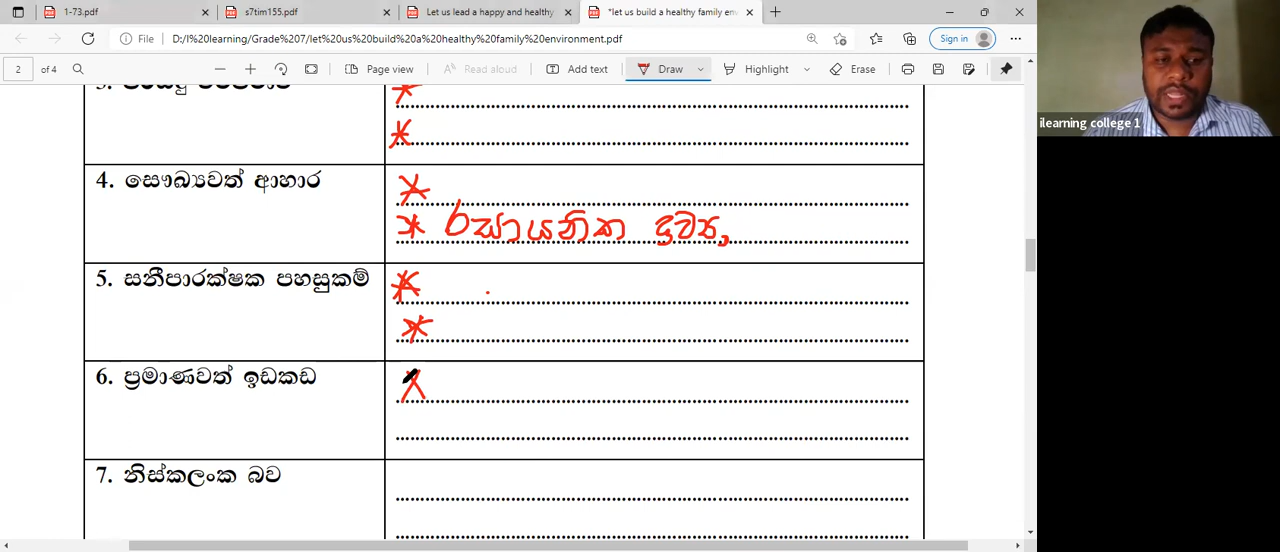 1-73.pdf
s7tim155.pdf
Let us lead a happy and healthy
*let us build a healthy family env
File D:/I%20learning/Grade%207/let%20us%20build%20a%20healthy%20family%20environment.pdf
Sign in
2 of 4
Page view
Read aloud
Add text
Draw
Highlight
Erase
ilearning college 1
4. සෞඛ්‍යවත් ආහාර
රසායනික ද්‍රව්‍ය,
5. සනීපාරක්ෂක පහසුකම්
6. ප්‍රමාණවත් ඉඩකඩ
7. නිස්කලංක බව